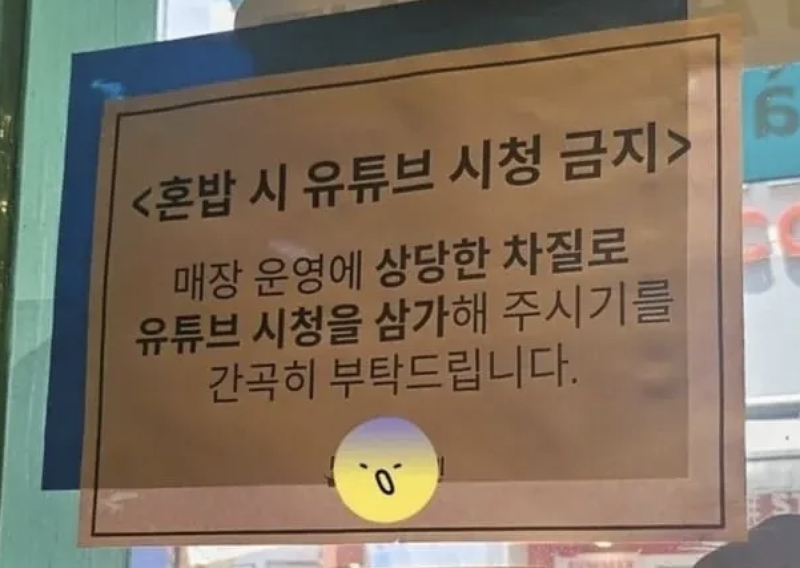 <혼밥 시 유튜브 시청 금지>
매장 운영에 상당한 차질로
유튜브 시청을 삼가해 주시기를
간곡히 부탁드립니다.